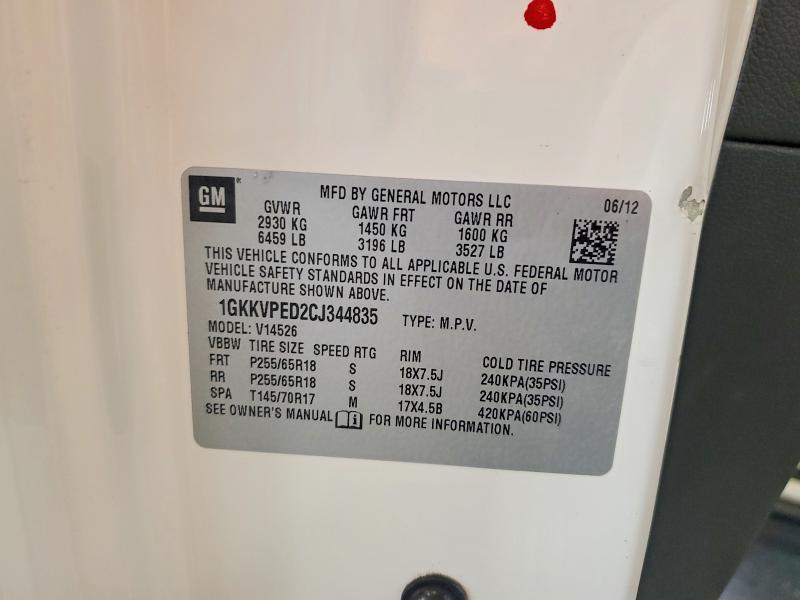 GM
MFD BY GENERAL MOTORS LLC 06/12
GVWR GAWR FRT GAWR RR
2930 KG 1450 KG 1600 KG
6459 LB 3196 LB 3527 LB
THIS VEHICLE CONFORMS TO ALL APPLICABLE U.S. FEDERAL MOTOR
VEHICLE SAFETY STANDARDS IN EFFECT ON THE DATE OF
MANUFACTURE SHOWN ABOVE.
1GKKVPED2CJ344835 TYPE: M.P.V.
MODEL: V14526
VBBW TIRE SIZE SPEED RTG RIM COLD TIRE PRESSURE
FRT P255/65R18 S 18X7.5J 240KPA(35PSI)
RR P255/65R18 S 18X7.5J 240KPA(35PSI)
SPA T145/70R17 M 17X4.5B 420KPA(60PSI)
SEE OWNER'S MANUAL i FOR MORE INFORMATION.